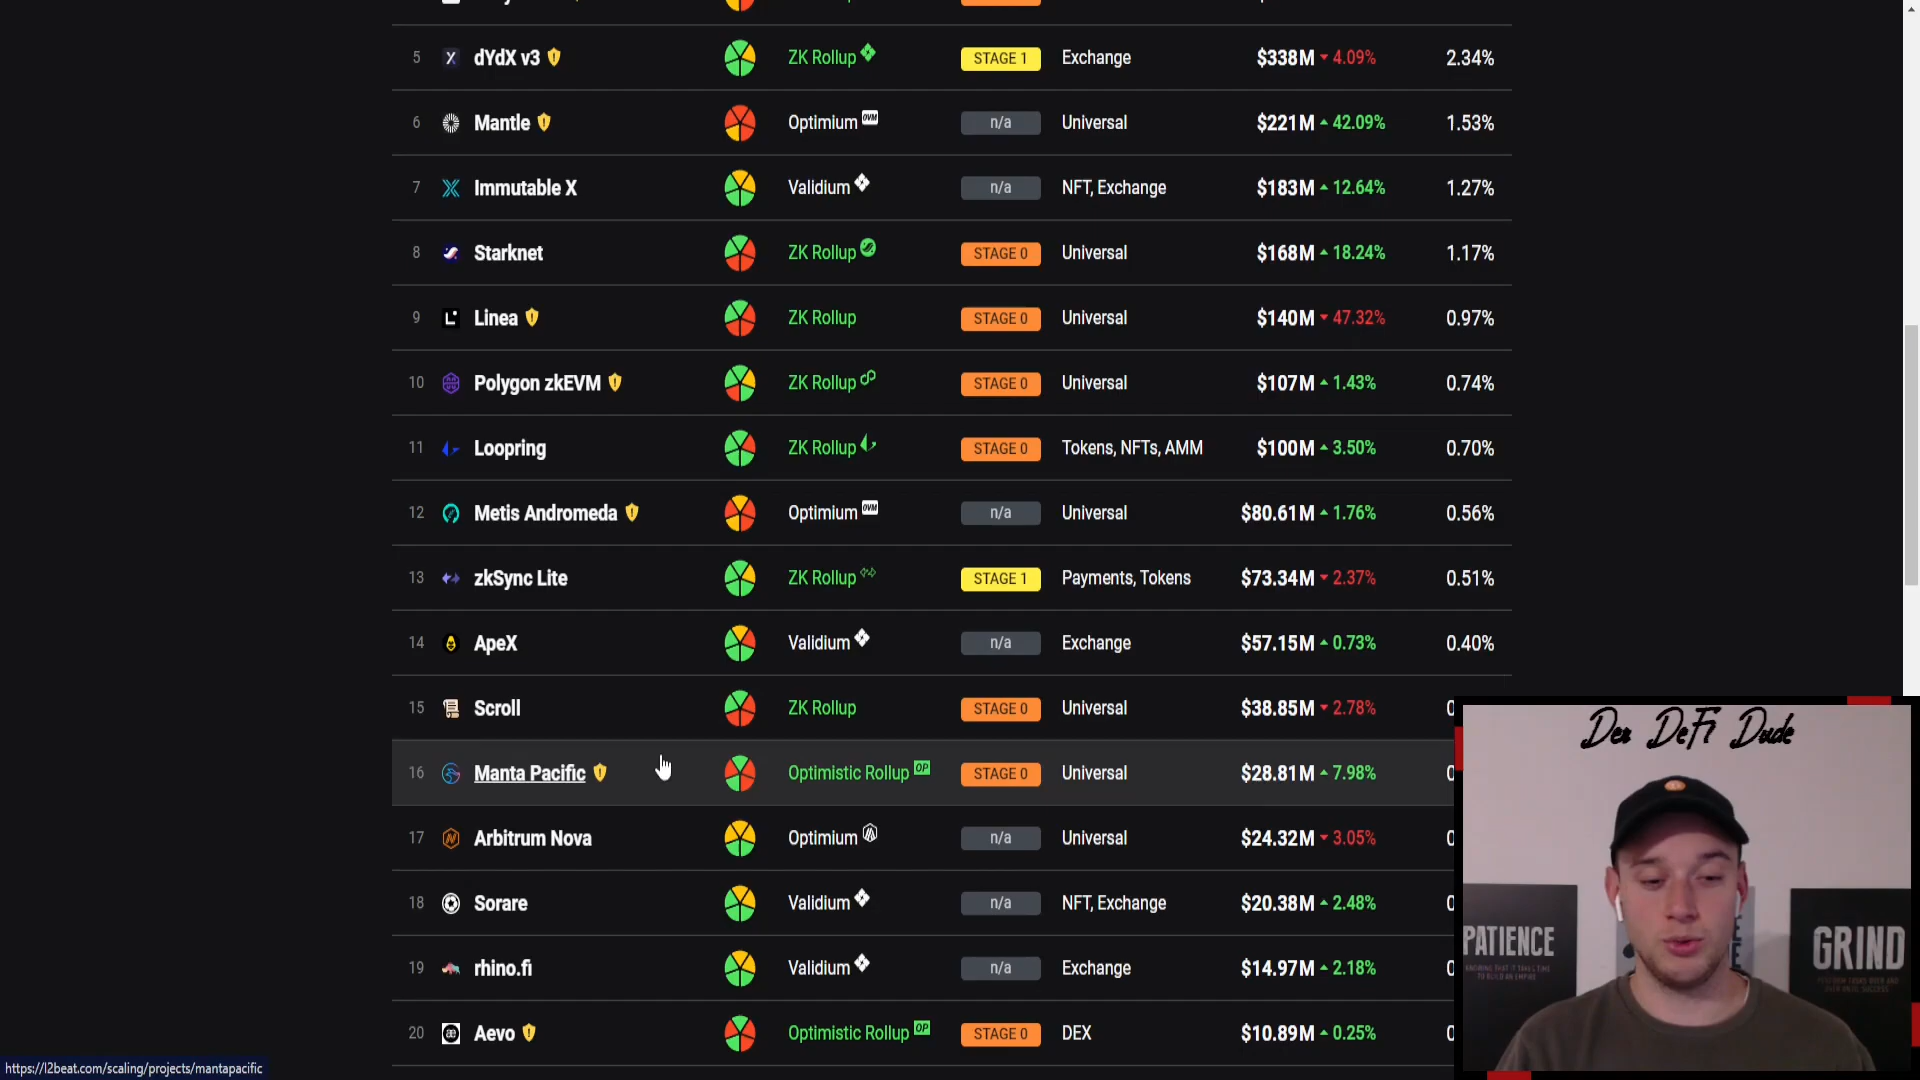 5 dYdX v3 ZK Rollup STAGE 1 Exchange $338M 4.09% 2.34%
6 Mantle Optimium OVM n/a Universal $221M 42.09% 1.53%
7 Immutable X Validium n/a NFT, Exchange $183M 12.64% 1.27%
8 Starknet ZK Rollup STAGE 0 Universal $168M 18.24% 1.17%
9 Linea ZK Rollup STAGE 0 Universal $140M 47.32% 0.97%
10 Polygon zkEVM ZK Rollup STAGE 0 Universal $107M 1.43% 0.74%
11 Loopring ZK Rollup STAGE 0 Tokens, NFTs, AMM $100M 3.50% 0.70%
12 Metis Andromeda Optimium OVM n/a Universal $80.61M 1.76% 0.56%
13 zkSync Lite ZK Rollup STAGE 1 Payments, Tokens $73.34M 2.37% 0.51%
14 ApeX Validium n/a Exchange $57.15M 0.73% 0.40%
15 Scroll ZK Rollup STAGE 0 Universal $38.85M 2.78% 0
16 Manta Pacific Optimistic Rollup OP STAGE 0 Universal $28.81M 7.98% 0
17 Arbitrum Nova Optimium n/a Universal $24.32M 3.05% 0
18 Sorare Validium n/a NFT, Exchange $20.38M 2.48% 0
19 rhino.fi Validium n/a Exchange $14.97M 2.18% 0
20 Aevo Optimistic Rollup OP STAGE 0 DEX $10.89M 0.25% 0
Dex DeFi Dude
PATIENCE
GRIND
https://l2beat.com/scaling/projects/mantapacific